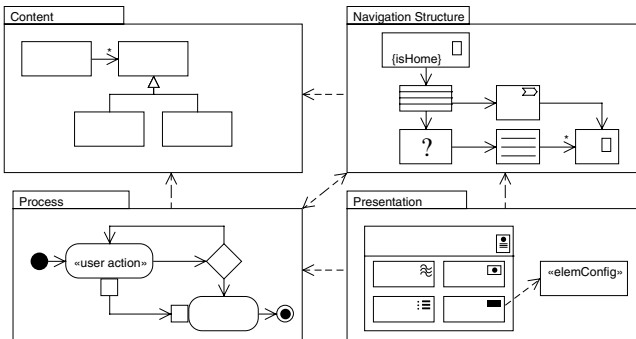 Content
Navigation Structure
*
{isHome}
?
*
Process
Presentation
«user action»
«elemConfig»